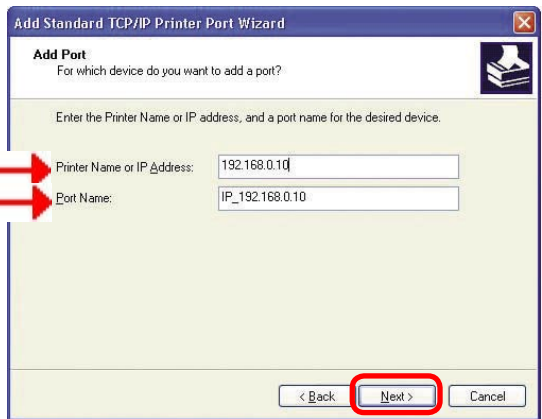 Add Standard TCP/IP Printer Port Wizard
Add Port
For which device do you want to add a port?
Enter the Printer Name or IP address, and a port name for the desired device.
Printer Name or IP Address: 192.168.0.10
Port Name: IP_192.168.0.10
< Back Next > Cancel